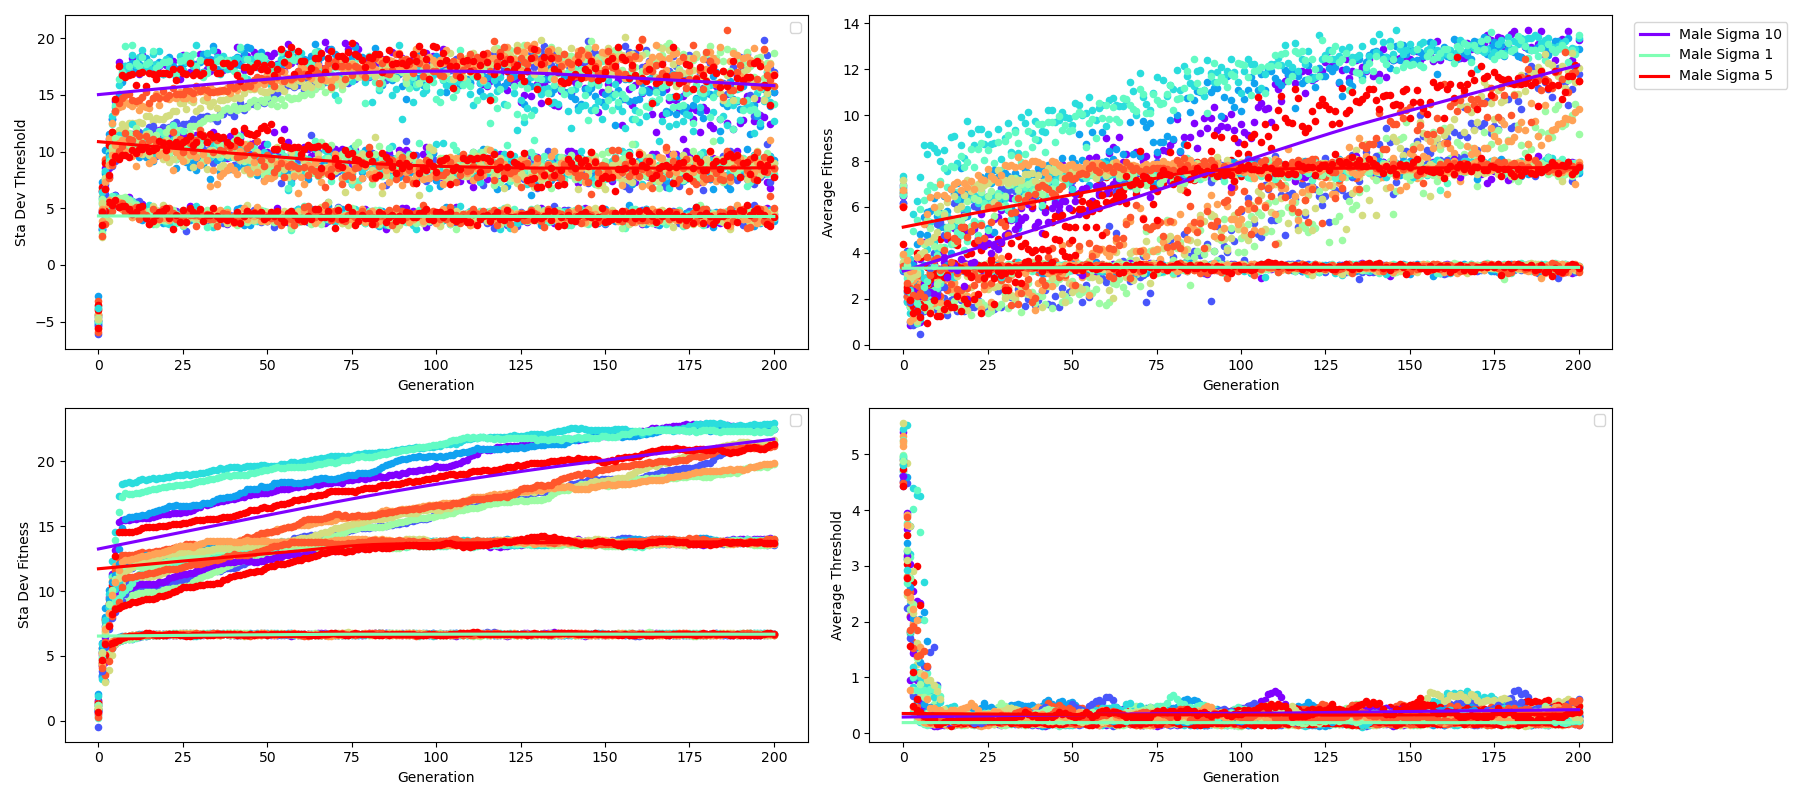 20
15
10
5
0
−5
Sta Dev Threshold
0 25 50 75 100 125 150 175 200
Generation
14
12
10
8
6
4
2
0
Average Fitness
0 25 50 75 100 125 150 175 200
Generation
Male Sigma 10
Male Sigma 1
Male Sigma 5
20
15
10
5
0
Sta Dev Fitness
0 25 50 75 100 125 150 175 200
Generation
5
4
3
2
1
0
Average Threshold
0 25 50 75 100 125 150 175 200
Generation